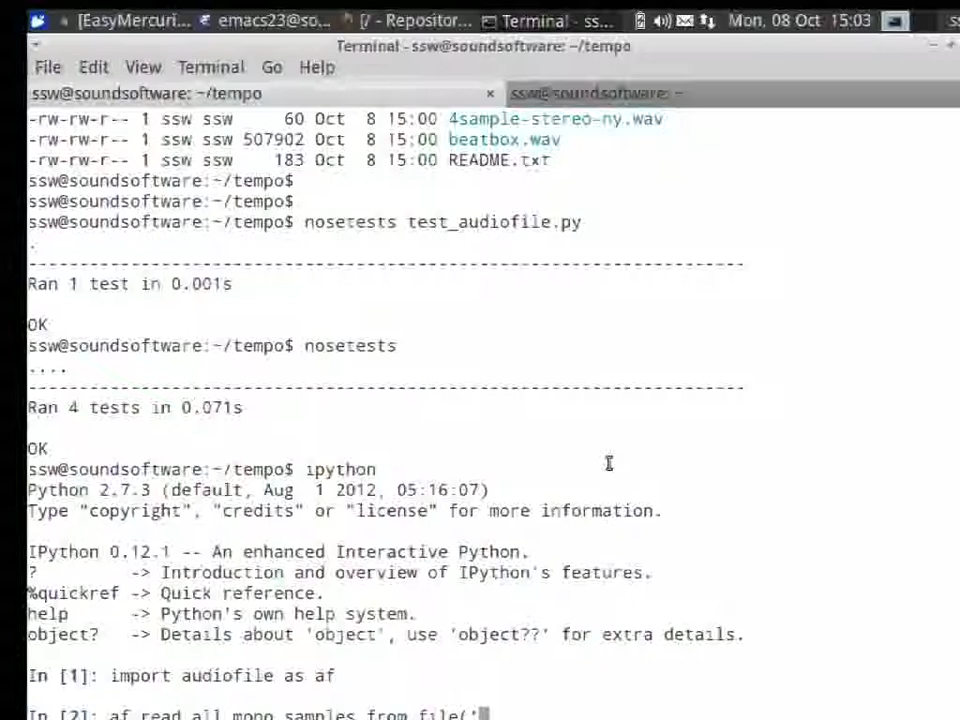 [EasyMercuri... emacs23@so... [/ - Repositor... Terminal - ss... Mon, 08 Oct 15:03
Terminal - ssw@soundsoftware: ~/tempo
File Edit View Terminal Go Help
ssw@soundsoftware: ~/tempo × ssw@soundsoftware: ~
-rw-rw-r-- 1 ssw ssw 60 Oct 8 15:00 4sample-stereo-ny.wav
-rw-rw-r-- 1 ssw ssw 507902 Oct 8 15:00 beatbox.wav
-rw-rw-r-- 1 ssw ssw 183 Oct 8 15:00 README.txt
ssw@soundsoftware:~/tempo$
ssw@soundsoftware:~/tempo$
ssw@soundsoftware:~/tempo$ nosetests test_audiofile.py
.
----------------------------------------------------------------------
Ran 1 test in 0.001s
OK
ssw@soundsoftware:~/tempo$ nosetests
....
----------------------------------------------------------------------
Ran 4 tests in 0.071s
OK
ssw@soundsoftware:~/tempo$ ipython
Python 2.7.3 (default, Aug 1 2012, 05:16:07)
Type "copyright", "credits" or "license" for more information.
IPython 0.12.1 -- An enhanced Interactive Python.
? -> Introduction and overview of IPython's features.
%quickref -> Quick reference.
help -> Python's own help system.
object? -> Details about 'object', use 'object??' for extra details.
In [1]: import audiofile as af
In [2]: af.read_all_mono_samples_from_file('